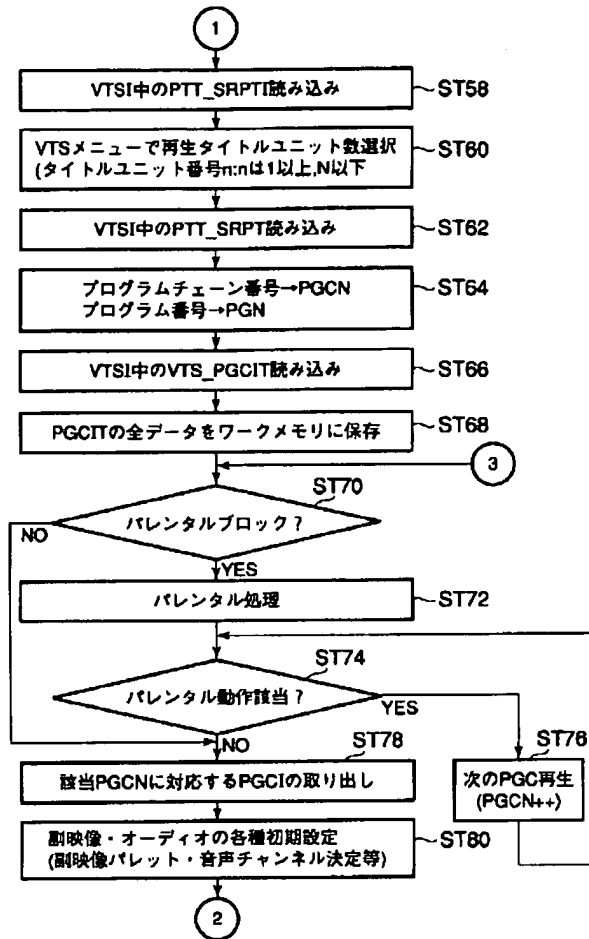 1
VTSI中のPTT_SRPTI読み込み
ST58
VTSメニューで再生タイトルユニット数選択
(タイトルユニット番号n:nは1以上,N以下
ST60
VTSI中のPTT_SRPT読み込み
ST62
プログラムチェーン番号→PGCN
プログラム番号→PGN
ST64
VTSI中のVTS_PGCIT読み込み
ST66
PGCITの全データをワークメモリに保存
ST68
3
ST70
パレンタルブロック?
NO
YES
パレンタル処理
ST72
ST74
パレンタル動作該当?
YES
NO
ST78
ST76
該当PGCNに対応するPGCIの取り出し
次のPGC再生
(PGCN++)
副映像・オーディオの各種初期設定
(副映像パレット・音声チャンネル決定等)
ST80
2